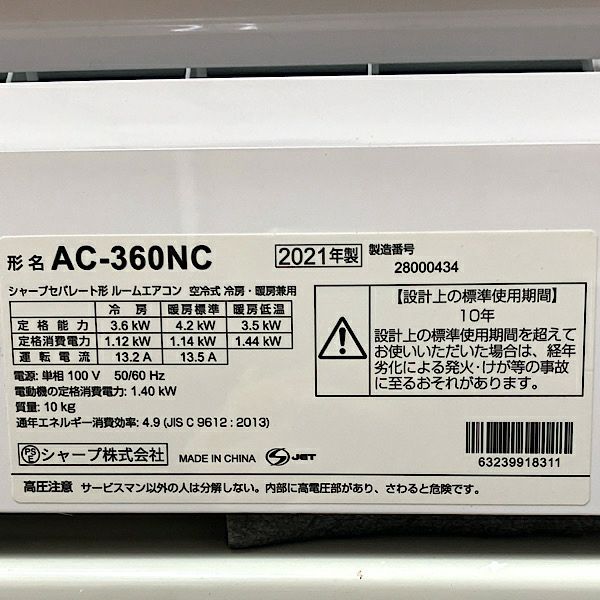 形名 AC-360NC 2021年製 製造番号 28000434
シャープセパレート形 ルームエアコン 空冷式 冷房・暖房兼用
冷房 暖房標準 暖房低温
定格能力 3.6 kW 4.2 kW 3.5 kW
定格消費電力 1.12 kW 1.14 kW 1.44 kW
運転電流 13.2 A 13.5 A
電源: 単相 100 V 50/60 Hz
電動機の定格消費電力: 1.40 kW
質量: 10 kg
通年エネルギー消費効率: 4.9 (JIS C 9612 : 2013)
【設計上の標準使用期間】
10年
設計上の標準使用期間を超えて
お使いいただいた場合は、経年
劣化による発火・けが等の事故
に至るおそれがあります。
PSE シャープ株式会社 MADE IN CHINA S JET
63239918311
高圧注意 サービスマン以外の人は分解しない。内部に高電圧部があり、さわると危険です。